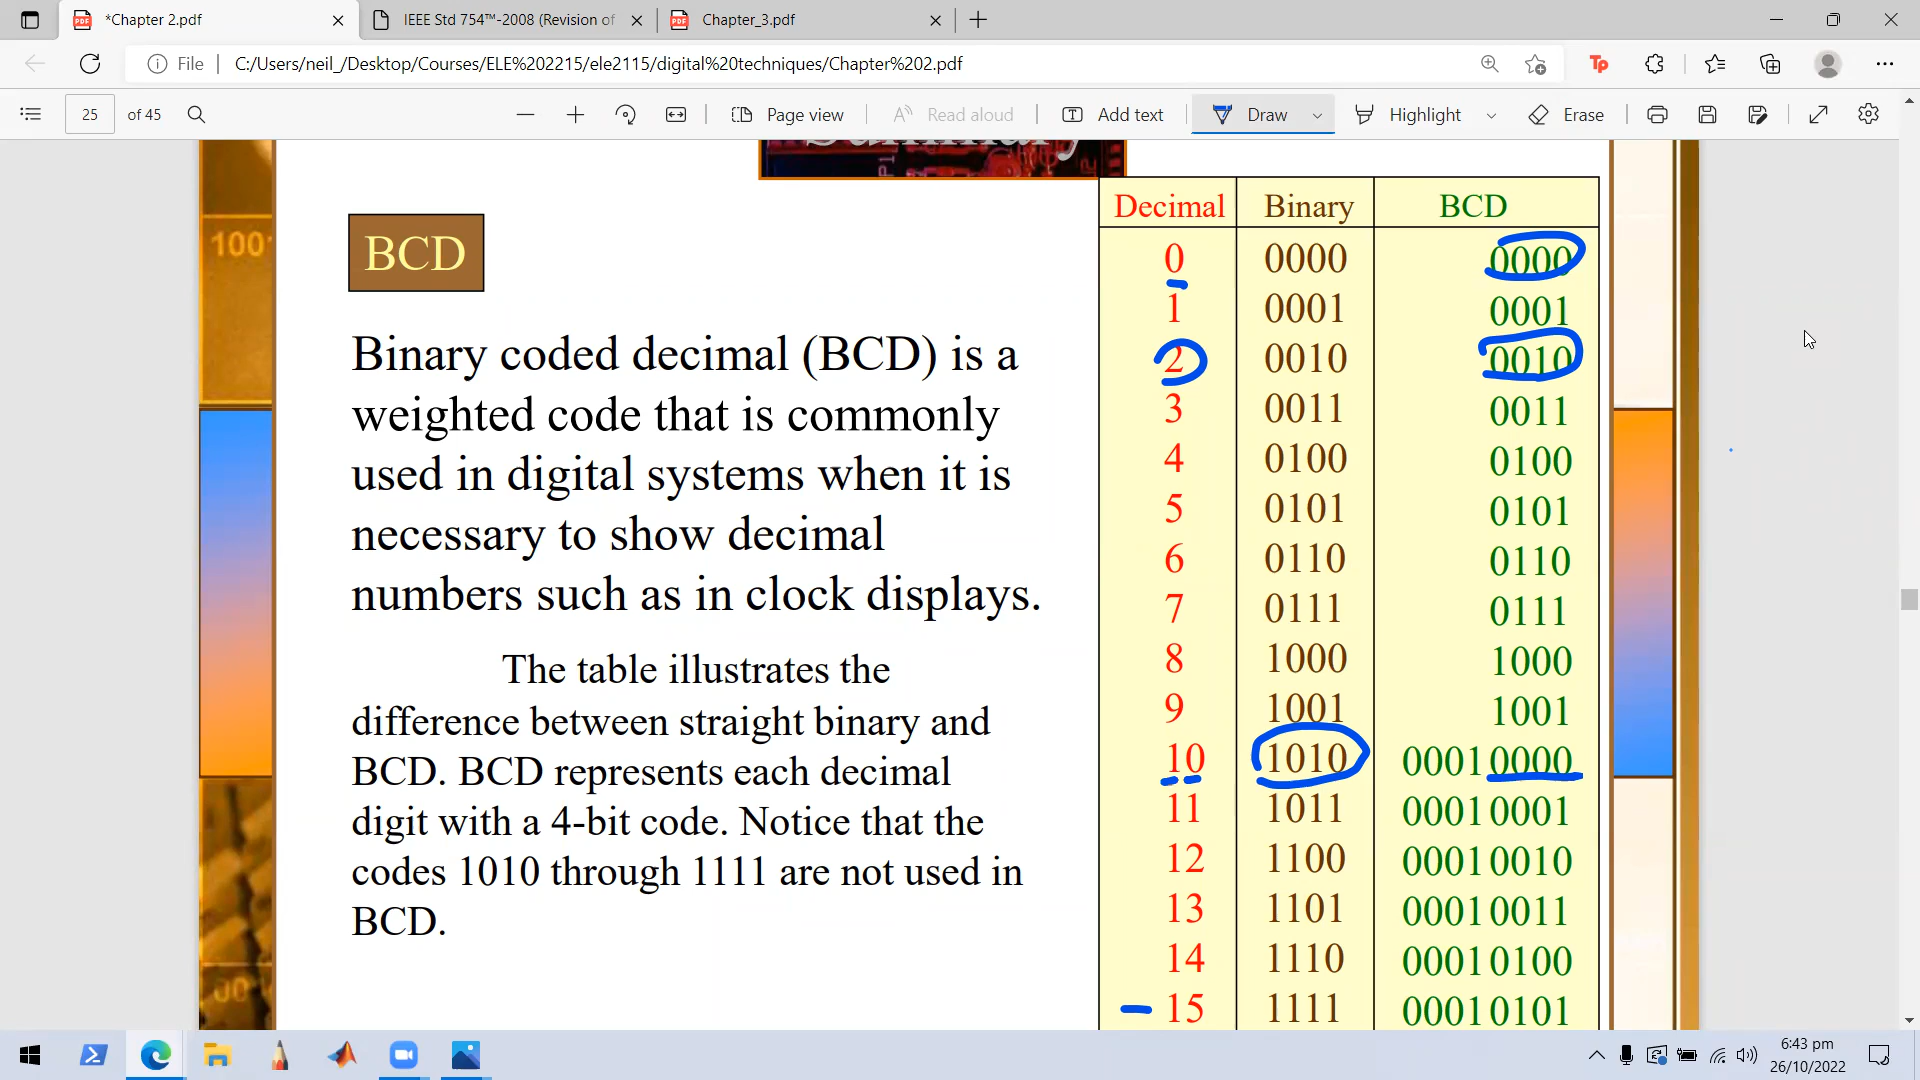 *Chapter 2.pdf
IEEE Std 754™-2008 (Revision of
Chapter_3.pdf
File
C:/Users/neil_/Desktop/Courses/ELE%202215/ele2115/digital%20techniques/Chapter%202.pdf
Tp
25 of 45
Page view
Read aloud
Add text
Draw
Highlight
Erase
Summary
P1
BCD
Binary coded decimal (BCD) is a
weighted code that is commonly
used in digital systems when it is
necessary to show decimal
numbers such as in clock displays.
The table illustrates the
difference between straight binary and
BCD. BCD represents each decimal
digit with a 4-bit code. Notice that the
codes 1010 through 1111 are not used in
BCD.
Decimal Binary BCD
0 0000 0000
1 0001 0001
2 0010 0010
3 0011 0011
4 0100 0100
5 0101 0101
6 0110 0110
7 0111 0111
8 1000 1000
9 1001 1001
10 1010 0001 0000
11 1011 0001 0001
12 1100 0001 0010
13 1101 0001 0011
14 1110 0001 0100
15 1111 0001 0101
6:43 pm
26/10/2022